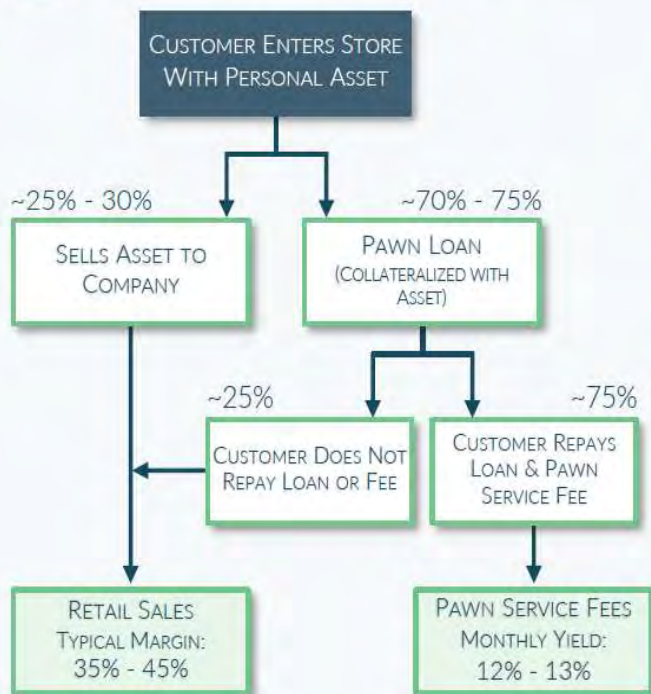 CUSTOMER ENTERS STORE
WITH PERSONAL ASSET
~25% - 30%
SELLS ASSET TO
COMPANY
~70% - 75%
PAWN LOAN
(COLLATERALIZED WITH
ASSET)
~25%
CUSTOMER DOES NOT
REPAY LOAN OR FEE
~75%
CUSTOMER REPAYS
LOAN & PAWN
SERVICE FEE
RETAIL SALES
TYPICAL MARGIN:
35% - 45%
PAWN SERVICE FEES
MONTHLY YIELD:
12% - 13%